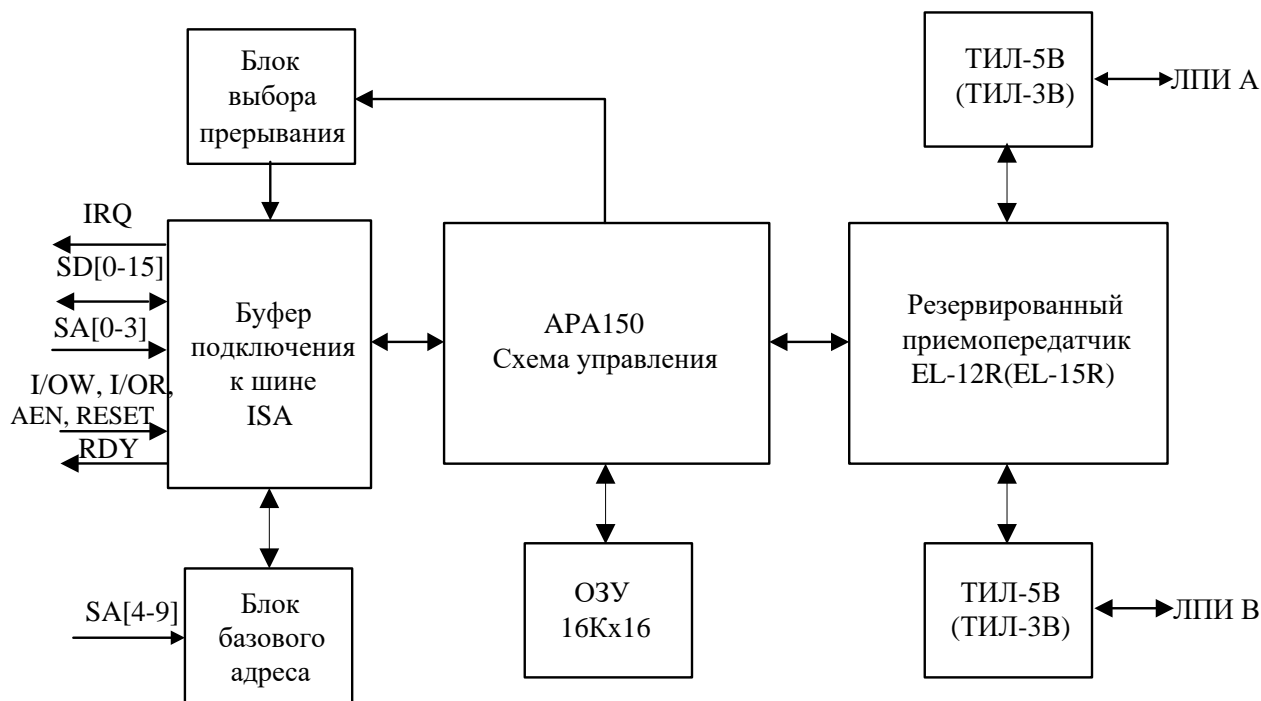 Блок
выбора
прерывания
ТИЛ-5В
(ТИЛ-3В)
ЛПИ А
IRQ
SD[0-15]
SA[0-3]
I/OW, I/OR,
AEN, RESET
RDY
Буфер
подключения
к шине
ISA
АРА150
Схема управления
Резервированный
приемопередатчик
EL-12R(EL-15R)
SA[4-9]
Блок
базового
адреса
ОЗУ
16Кх16
ТИЛ-5В
(ТИЛ-3В)
ЛПИ В